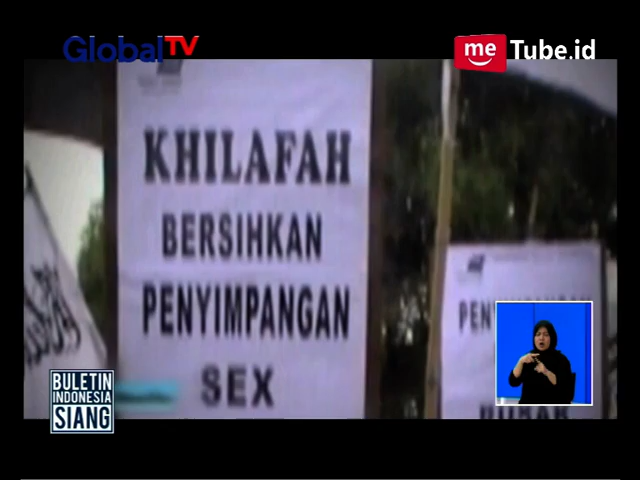 GlobalTV
me Tube.id
KHILAFAH
BERSIHKAN
PENYIMPANGAN
SEX
BULETIN
INDONESIA
SIANG